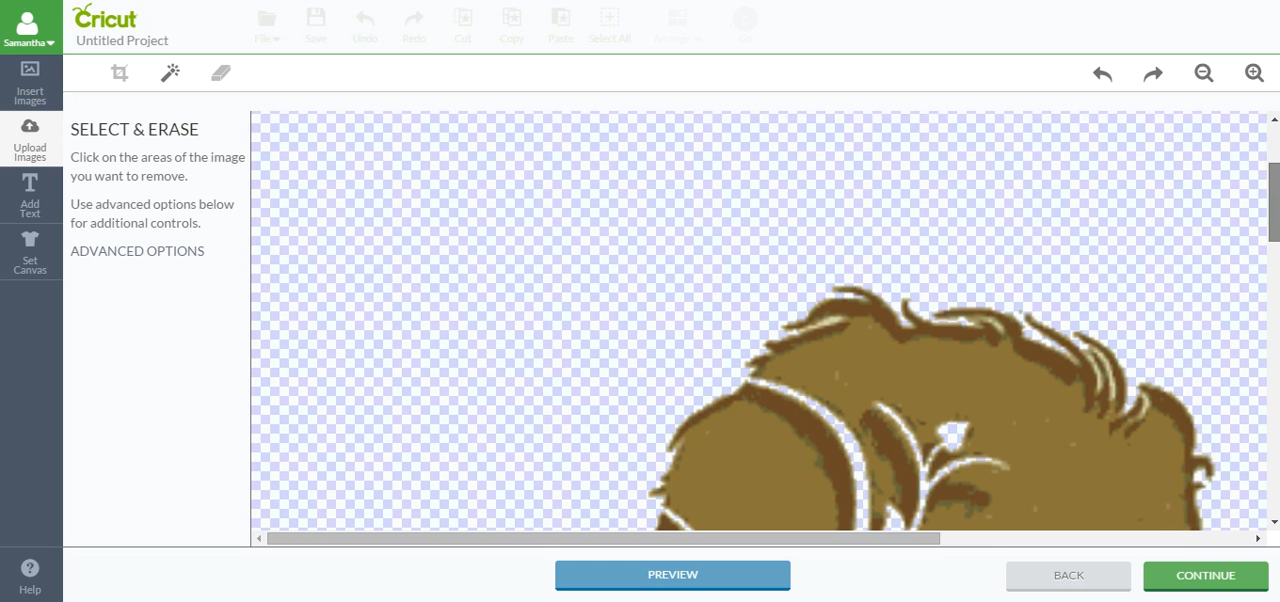 Cricut
Untitled Project
Samantha
File
Save
Undo
Redo
Cut
Copy
Paste
Select All
Arrange
Go
Insert
Images
Upload
Images
Add
Text
Set
Canvas
Help
SELECT & ERASE
Click on the areas of the image
you want to remove.
Use advanced options below
for additional controls.
ADVANCED OPTIONS
PREVIEW
BACK
CONTINUE